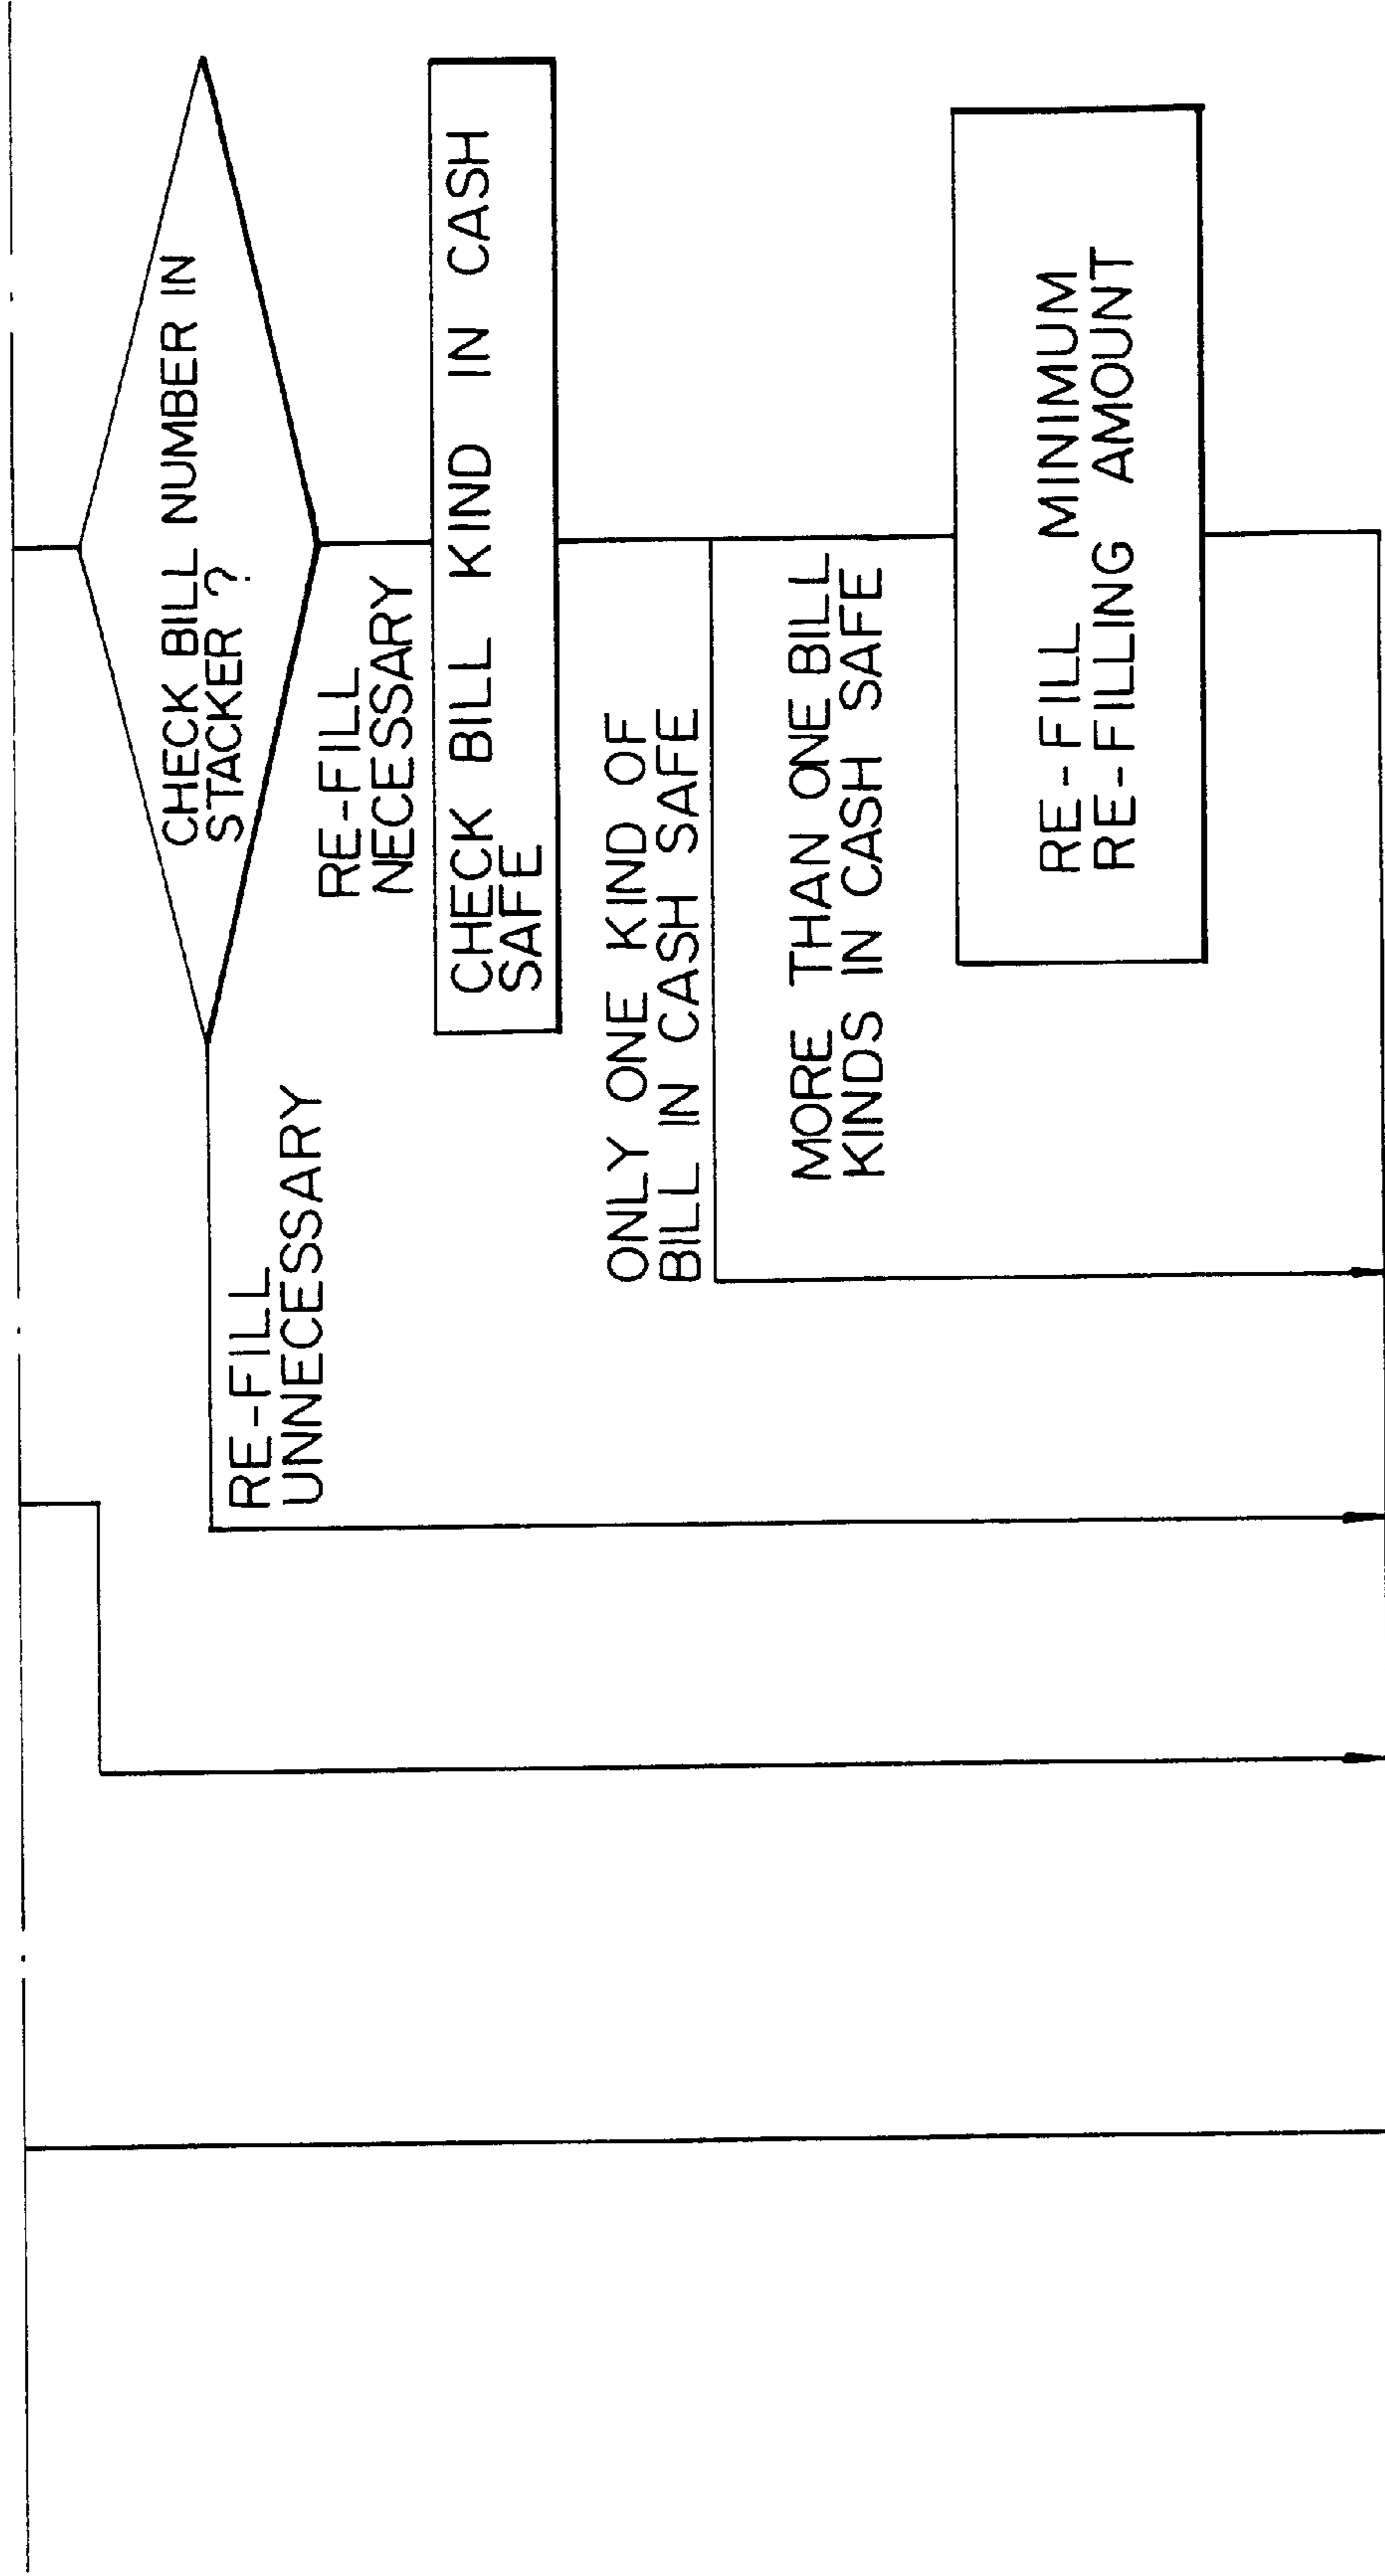 CHECK BILL NUMBER IN
STACKER ?
RE-FILL
UNNECESSARY
RE-FILL
NECESSARY
CHECK BILL KIND IN CASH
SAFE
ONLY ONE KIND OF
BILL IN CASH SAFE
MORE THAN ONE BILL
KINDS IN CASH SAFE
RE-FILL MINIMUM
RE-FILLING AMOUNT